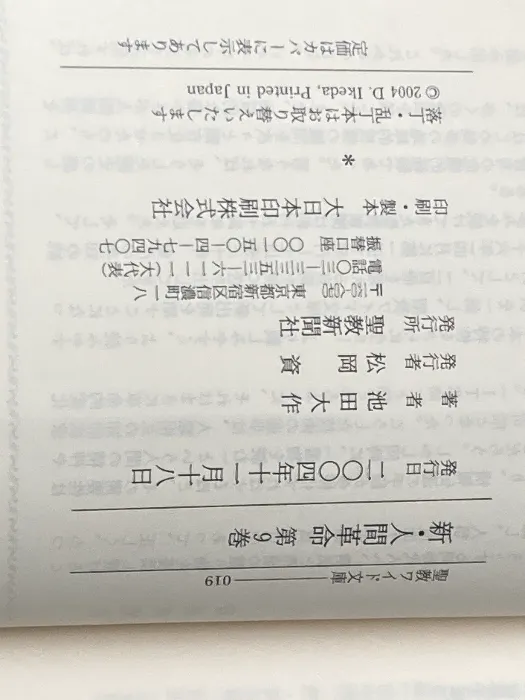 聖教ワイド文庫―――019
新・人間革命 第9巻
発行日 二〇〇四年十一月十八日
著 者 池田大作
発行者 松岡 資
発行所 聖教新聞社
〒 東京都新宿区信濃町一八
電話〇三―三三五三―六一一一(大代表)
振替口座 〇〇一五〇―四―七九四〇七
印刷・製本 大日本印刷株式会社
*
落丁・乱丁本はお取り替えいたします
© 2004 D. Ikeda, Printed in Japan
定価はカバーに表示してあります